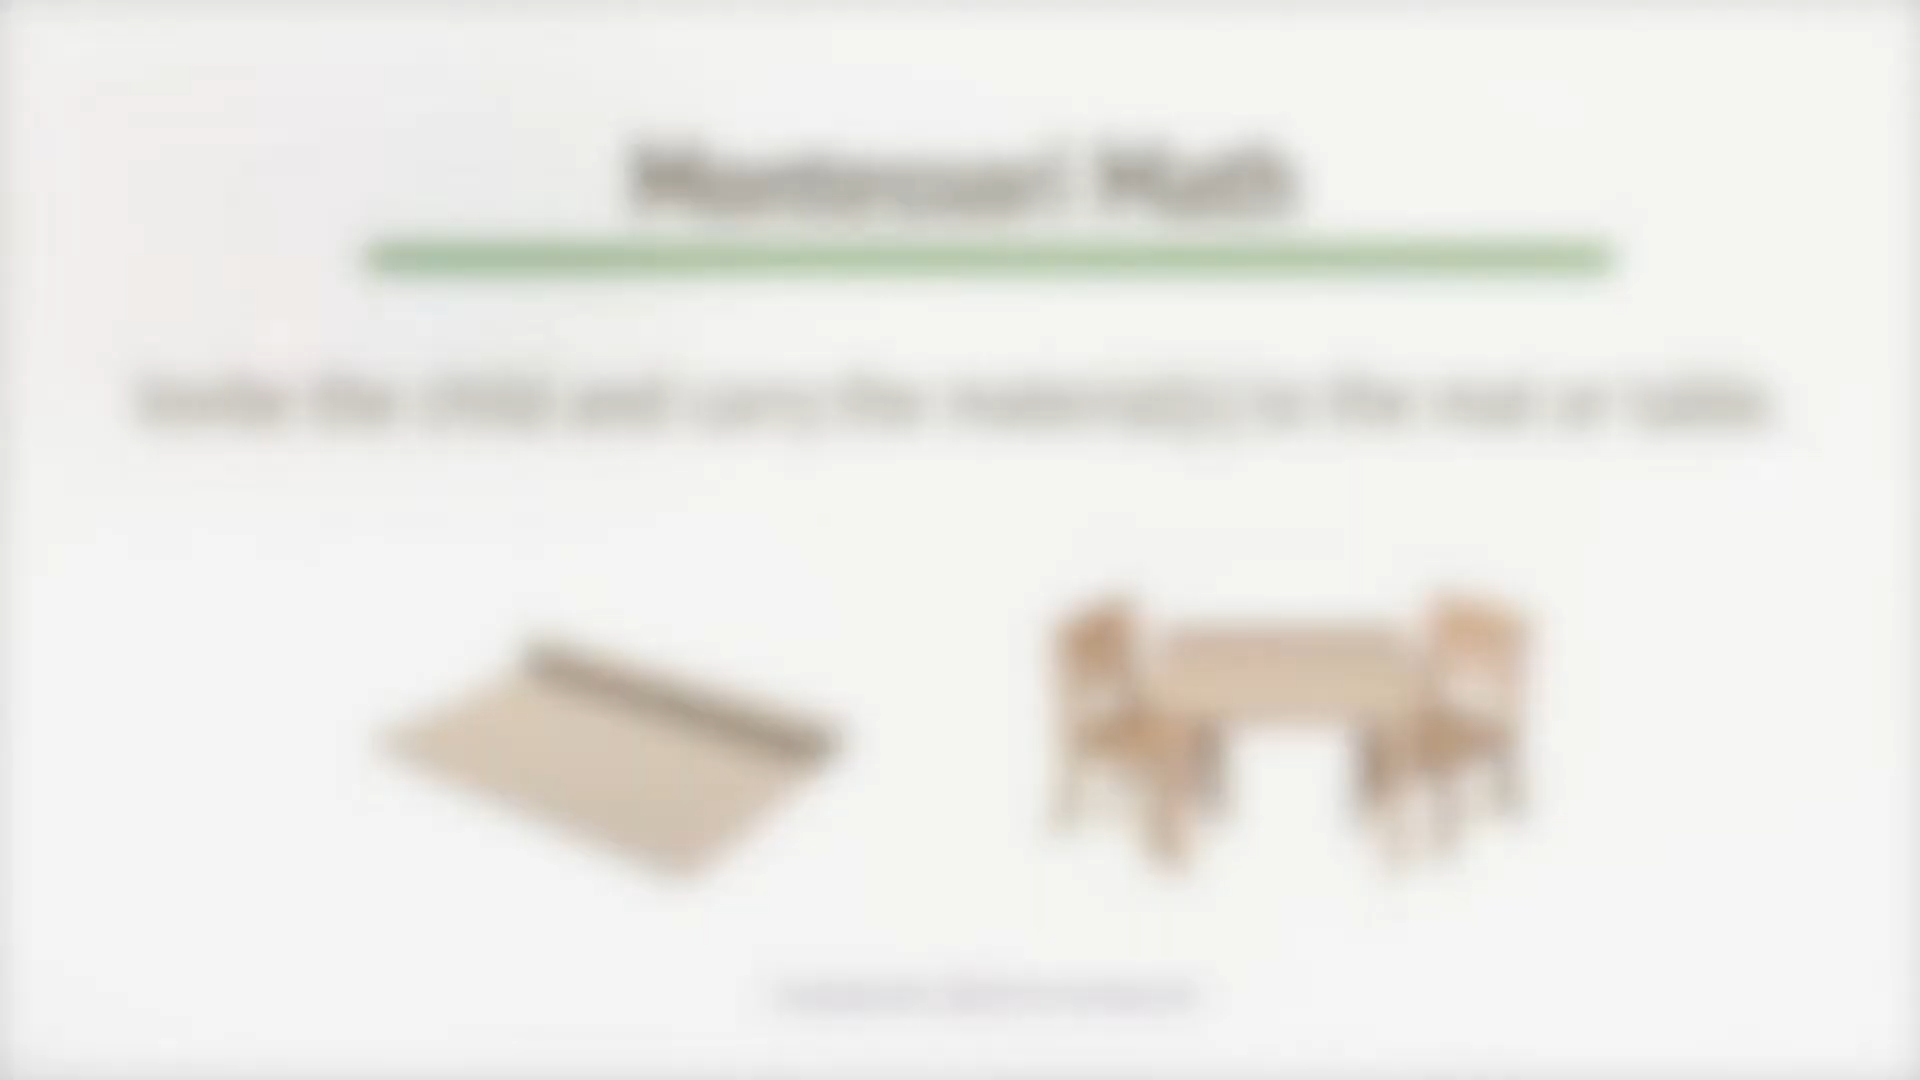 Montessori Math
Invite the child and carry the material(s) to the mat or table.